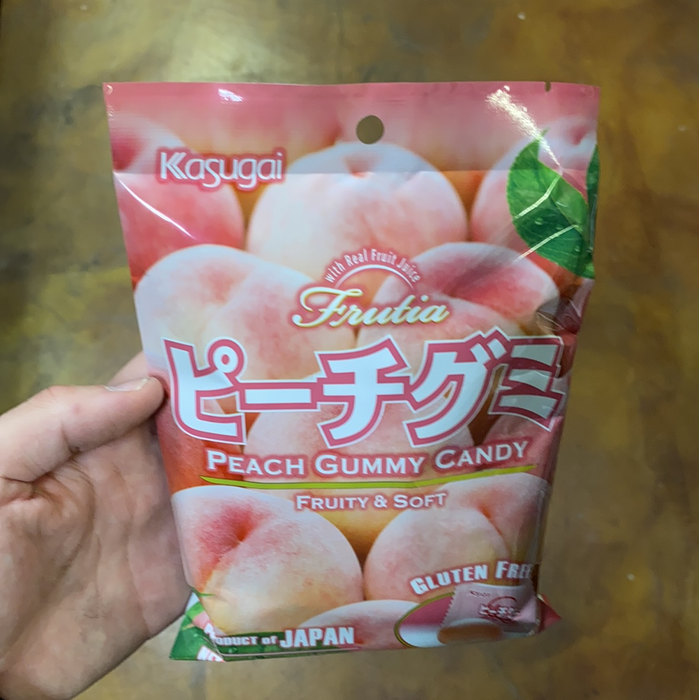 Kasugai
with Real Fruit Juice
Frutia
ピーチグミ
PEACH GUMMY CANDY
FRUITY & SOFT
GLUTEN FREE
PRODUCT of JAPAN